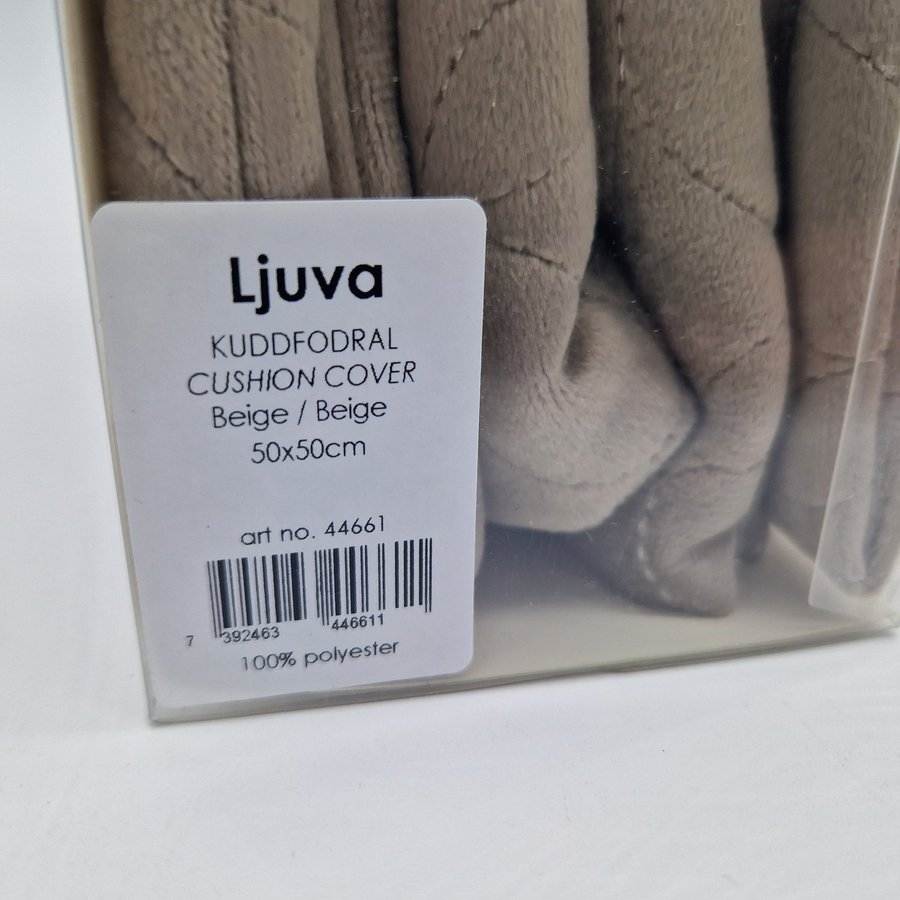 Ljuva
KUDDFODRAL
CUSHION COVER
Beige / Beige
50x50cm
art no. 44661
7 392463 446611
100% polyester